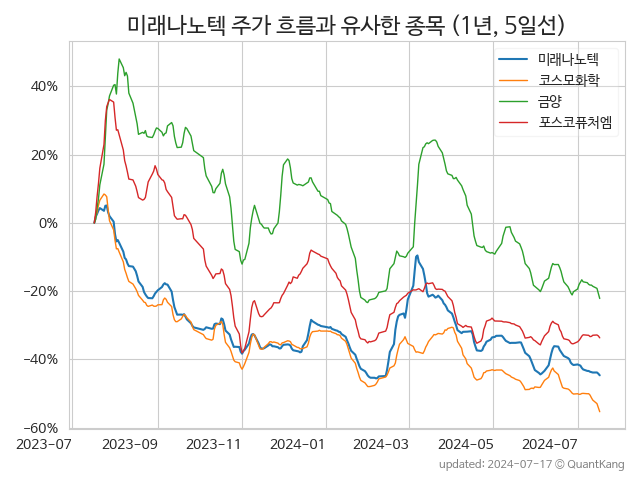 미래나노텍 주가 흐름과 유사한 종목 (1년, 5일선)
미래나노텍
코스모화학
금양
포스코퓨처엠
40%
20%
0%
−20%
−40%
−60%
2023-07 2023-09 2023-11 2024-01 2024-03 2024-05 2024-07
updated: 2024-07-17 © QuantKang